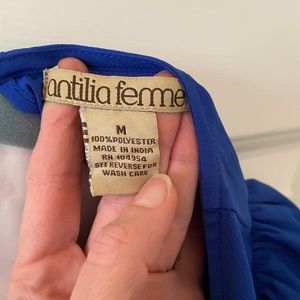 antilia femme
M
100%POLYESTER
MADE IN INDIA
RN 104954
SEE REVERSE FOR
WASH CARE